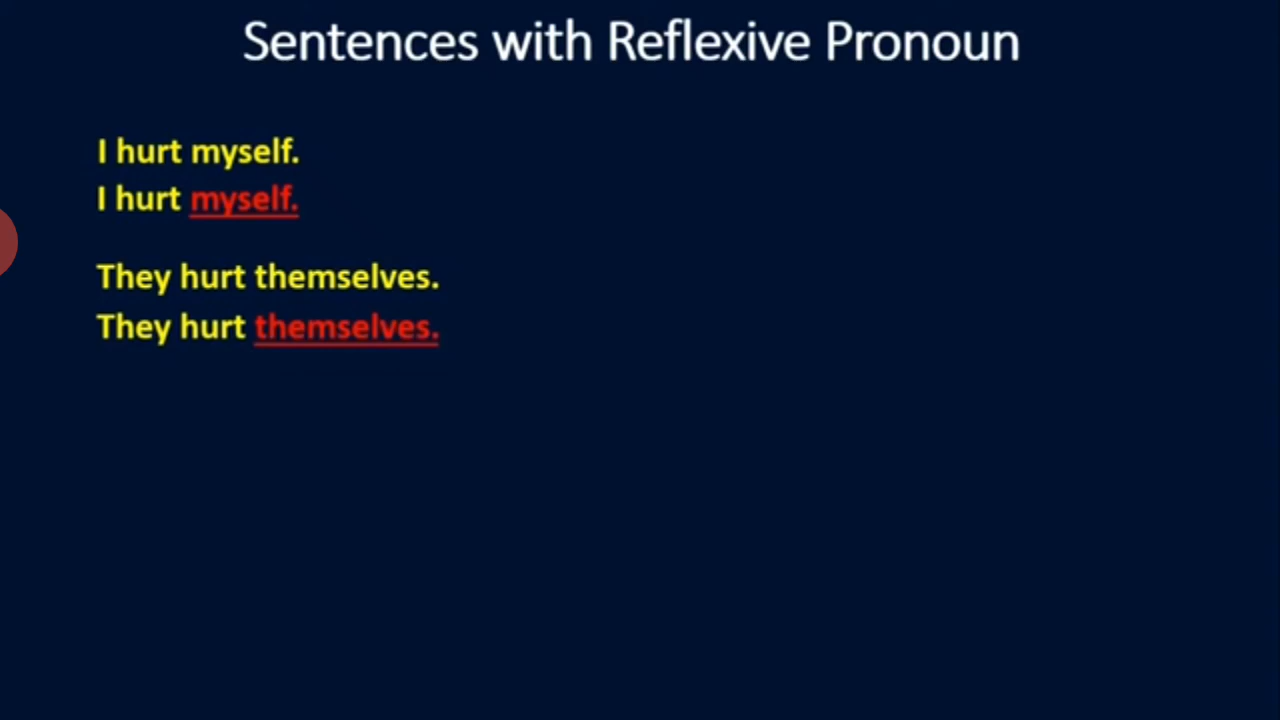 Sentences with Reflexive Pronoun
I hurt myself.
I hurt myself.
They hurt themselves.
They hurt themselves.